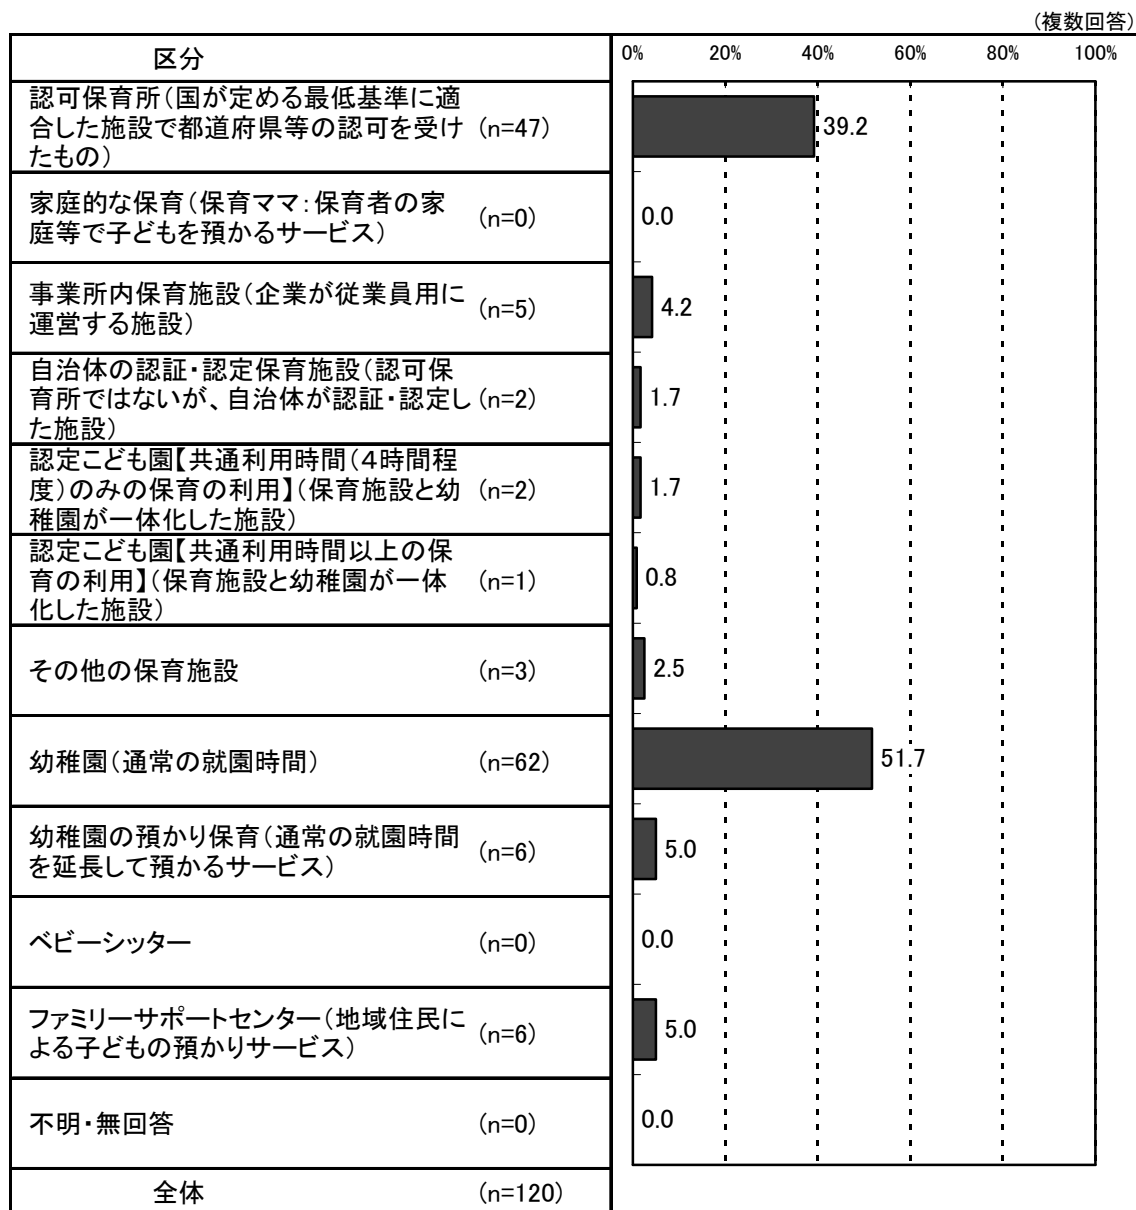 (複数回答)
区分
0% 20% 40% 60% 80% 100%
認可保育所(国が定める最低基準に適
合した施設で都道府県等の認可を受け (n=47)
たもの)
39.2
家庭的な保育(保育ママ:保育者の家
庭等で子どもを預かるサービス)
(n=0)
0.0
事業所内保育施設(企業が従業員用に
運営する施設)
(n=5)
4.2
自治体の認証・認定保育施設(認可保
育所ではないが、自治体が認証・認定し (n=2)
た施設)
1.7
認定こども園【共通利用時間(4時間程
度)のみの保育の利用】(保育施設と幼 (n=2)
稚園が一体化した施設)
1.7
認定こども園【共通利用時間以上の保
育の利用】(保育施設と幼稚園が一体 (n=1)
化した施設)
0.8
その他の保育施設 (n=3)
2.5
幼稚園(通常の就園時間) (n=62)
51.7
幼稚園の預かり保育(通常の就園時間
を延長して預かるサービス)
(n=6)
5.0
ベビーシッター (n=0)
0.0
ファミリーサポートセンター(地域住民に
よる子どもの預かりサービス)
(n=6)
5.0
不明・無回答 (n=0)
0.0
全体 (n=120)